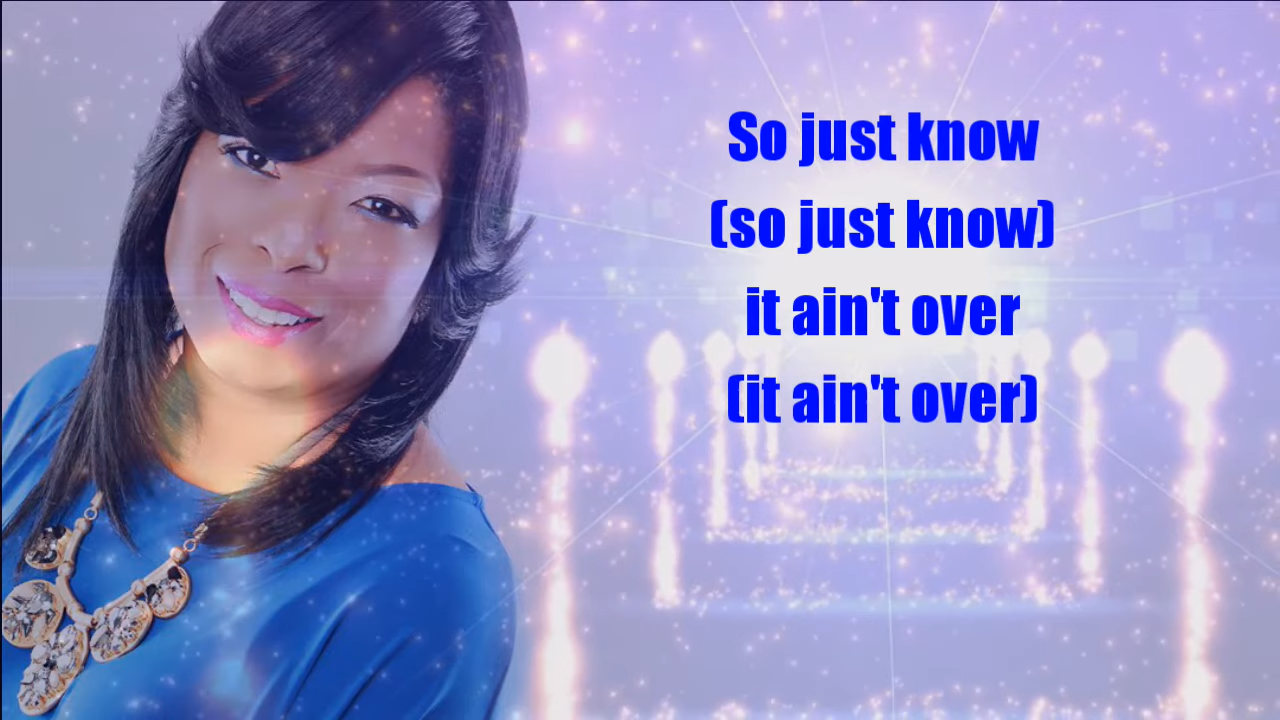 So just know
(so just know)
it ain't over
(it ain't over)